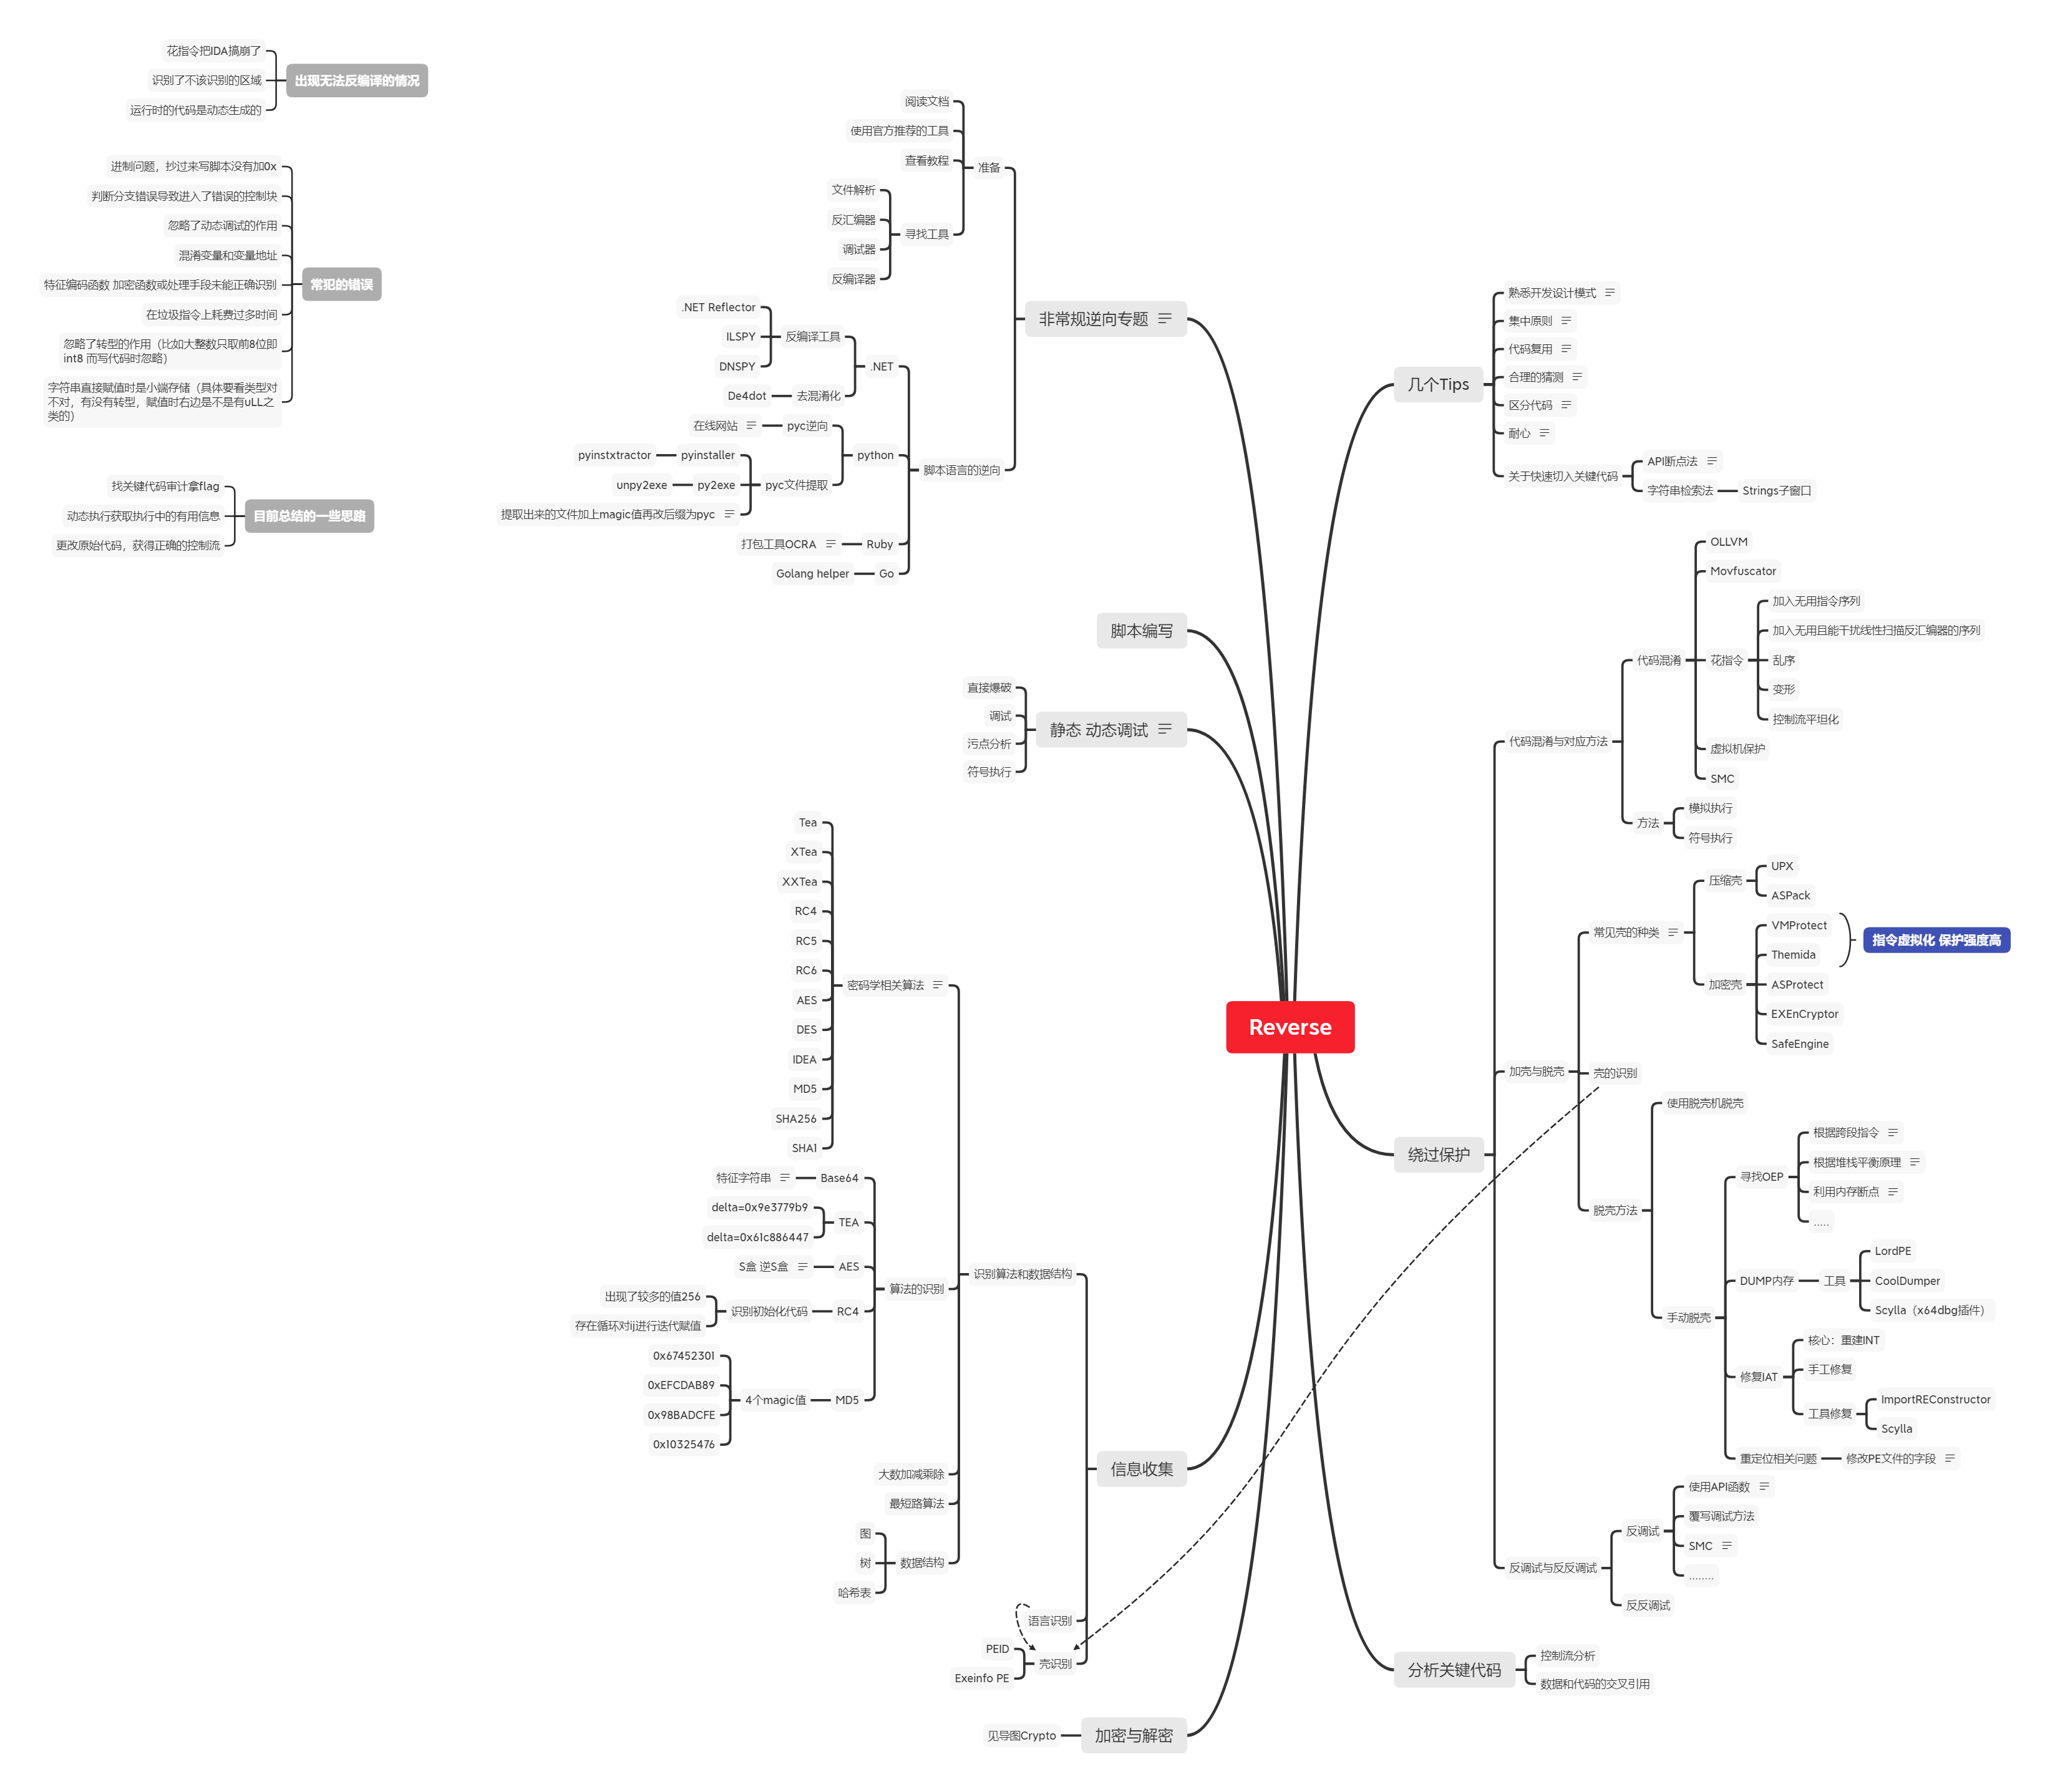 花指令把IDA搞崩了
识别了不该识别的区域
运行时的代码是动态生成的
出现无法反编译的情况
进制问题，抄过来写脚本没有加0x
判断分支错误导致进入了错误的控制块
忽略了动态调试的作用
混淆变量和变量地址
特征编码函数 加密函数或处理手段未能正确识别
在垃圾指令上耗费过多时间
忽略了转型的作用（比如大整数只取前8位即
int8 而写代码时忽略）
字符串直接赋值时是小端存储（具体要看类型对
不对，有没有转型，赋值时右边是不是有uLL之
类的）
常犯的错误
找关键代码审计拿flag
动态执行获取执行中的有用信息
更改原始代码，获得正确的控制流
目前总结的一些思路
Reverse
非常规逆向专题
准备
阅读文档
使用官方推荐的工具
查看教程
寻找工具
文件解析
反汇编器
调试器
反编译器
脚本语言的逆向
.NET
反编译工具
.NET Reflector
ILSPY
DNSPY
去混淆化
De4dot
python
pyc逆向
在线网站
pyc文件提取
pyinstaller
pyinstxtractor
py2exe
unpy2exe
提取出来的文件加上magic值再改后缀为pyc
Ruby
打包工具OCRA
Go
Golang helper
脚本编写
静态 动态调试
直接爆破
调试
污点分析
符号执行
信息收集
识别算法和数据结构
密码学相关算法
Tea
XTea
XXTea
RC4
RC5
RC6
AES
DES
IDEA
MD5
SHA256
SHA1
算法的识别
Base64
特征字符串
TEA
delta=0x9e3779b9
delta=0x61c886447
AES
S盒 逆S盒
RC4
识别初始化代码
出现了较多的值256
存在循环对ij进行迭代赋值
MD5
4个magic值
0x67452301
0xEFCDAB89
0x98BADCFE
0x10325476
大数加减乘除
最短路算法
数据结构
图
树
哈希表
语言识别
壳识别
PEID
Exeinfo PE
加密与解密
见导图Crypto
几个Tips
熟悉开发设计模式
集中原则
代码复用
合理的猜测
区分代码
耐心
关于快速切入关键代码
API断点法
字符串检索法
Strings子窗口
绕过保护
代码混淆与对应方法
代码混淆
OLLVM
Movfuscator
花指令
加入无用指令序列
加入无用且能干扰线性扫描反汇编器的序列
乱序
变形
控制流平坦化
虚拟机保护
SMC
方法
模拟执行
符号执行
加壳与脱壳
常见壳的种类
压缩壳
UPX
ASPack
加密壳
VMProtect
Themida
ASProtect
EXEnCryptor
SafeEngine
指令虚拟化 保护强度高
壳的识别
脱壳方法
使用脱壳机脱壳
手动脱壳
寻找OEP
根据跨段指令
根据堆栈平衡原理
利用内存断点
.....
DUMP内存
工具
LordPE
CoolDumper
Scylla（x64dbg插件）
修复IAT
核心：重建INT
手工修复
工具修复
ImportREConstructor
Scylla
重定位相关问题
修改PE文件的字段
反调试与反反调试
反调试
使用API函数
覆写调试方法
SMC
........
反反调试
分析关键代码
控制流分析
数据和代码的交叉引用